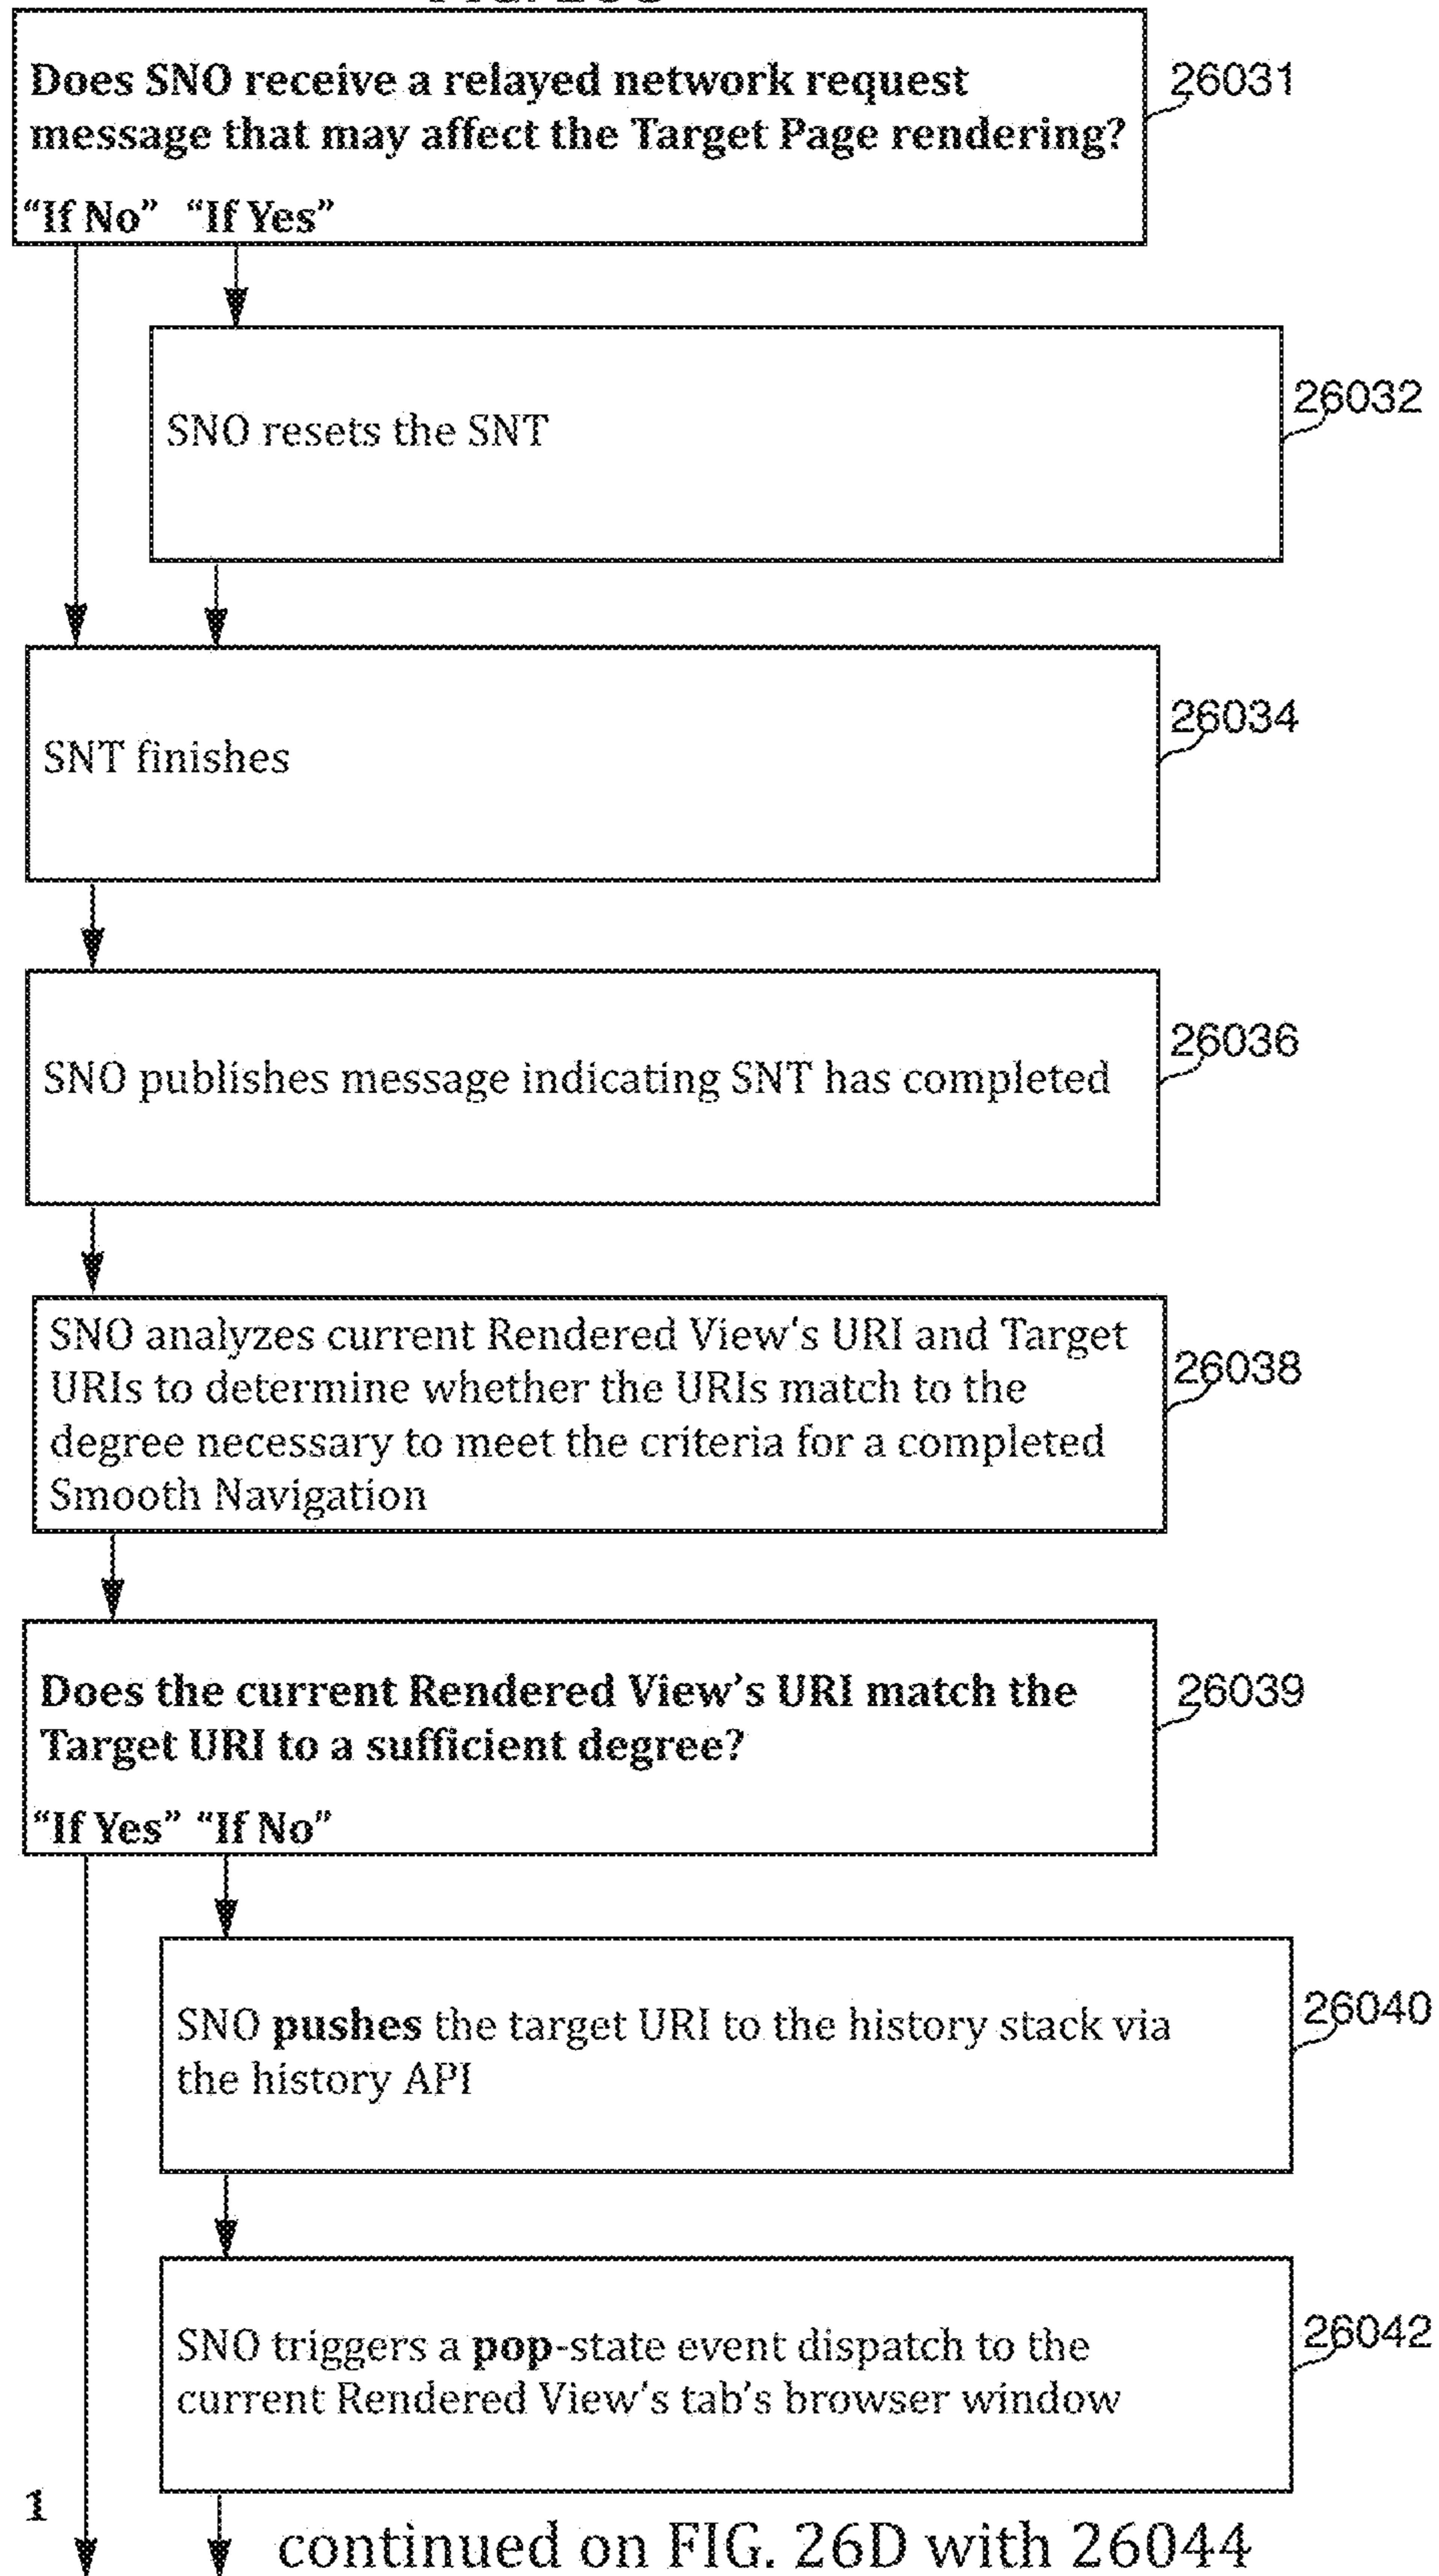 Does SNO receive a relayed network request
message that may affect the Target Page rendering?
“If No” “If Yes”
26031
SNO resets the SNT
26032
SNT finishes
26034
SNO publishes message indicating SNT has completed
26036
SNO analyzes current Rendered View‘s URI and Target
URIs to determine whether the URIs match to the
degree necessary to meet the criteria for a completed
Smooth Navigation
26038
Does the current Rendered View’s URI match the
Target URI to a sufficient degree?
“If Yes” “If No”
26039
SNO pushes the target URI to the history stack via
the history API
26040
SNO triggers a pop-state event dispatch to the
current Rendered View’s tab’s browser window
26042
1
continued on FIG. 26D with 26044